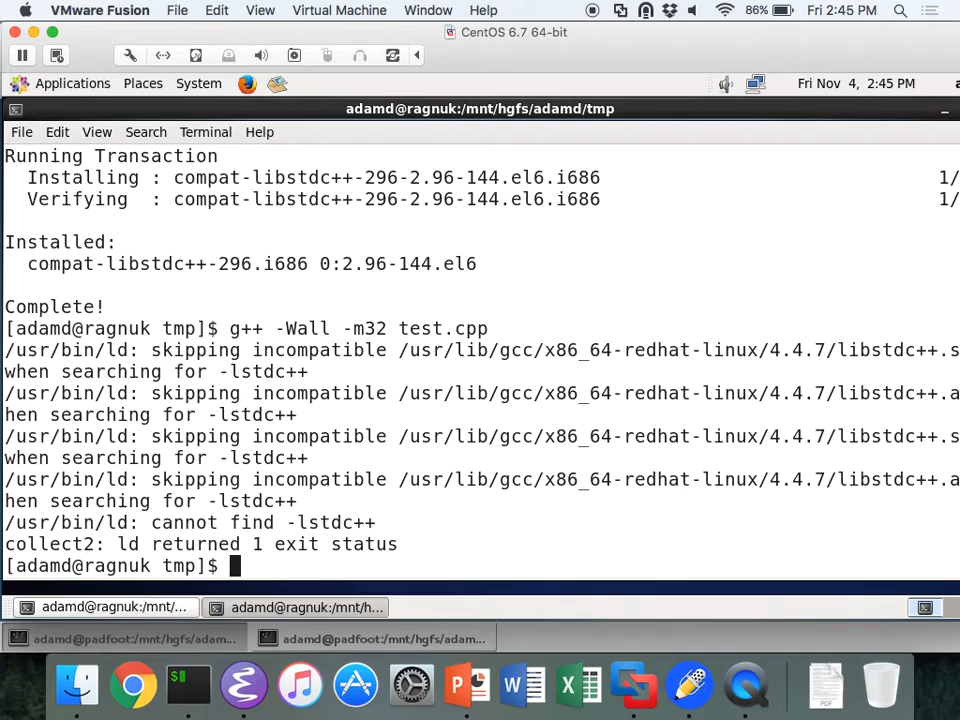 VMware Fusion File Edit View Virtual Machine Window Help 86% Fri 2:45 PM
CentOS 6.7 64-bit
Applications Places System Fri Nov 4, 2:45 PM a
adamd@ragnuk:/mnt/hgfs/adamd/tmp
File Edit View Search Terminal Help
Running Transaction
Installing : compat-libstdc++-296-2.96-144.el6.i686 1/
Verifying : compat-libstdc++-296-2.96-144.el6.i686 1/
Installed:
compat-libstdc++-296.i686 0:2.96-144.el6
Complete!
[adamd@ragnuk tmp]$ g++ -Wall -m32 test.cpp
/usr/bin/ld: skipping incompatible /usr/lib/gcc/x86_64-redhat-linux/4.4.7/libstdc++.s
when searching for -lstdc++
/usr/bin/ld: skipping incompatible /usr/lib/gcc/x86_64-redhat-linux/4.4.7/libstdc++.a
hen searching for -lstdc++
/usr/bin/ld: skipping incompatible /usr/lib/gcc/x86_64-redhat-linux/4.4.7/libstdc++.s
when searching for -lstdc++
/usr/bin/ld: skipping incompatible /usr/lib/gcc/x86_64-redhat-linux/4.4.7/libstdc++.a
hen searching for -lstdc++
/usr/bin/ld: cannot find -lstdc++
collect2: ld returned 1 exit status
[adamd@ragnuk tmp]$
adamd@ragnuk:/mnt/... adamd@ragnuk:/mnt/h...
adamd@padfoot:/mnt/hgfs/adam... adamd@padfoot:/mnt/hgfs/adam...
$
P W X
PDF